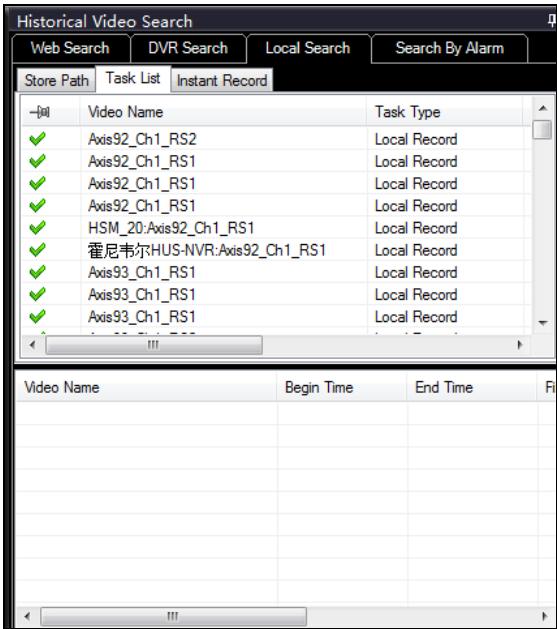 Historical Video Search
Web Search DVR Search Local Search Search By Alarm
Store Path Task List Instant Record
Video Name Task Type
Axis92_Ch1_RS2 Local Record
Axis92_Ch1_RS1 Local Record
Axis92_Ch1_RS1 Local Record
Axis92_Ch1_RS1 Local Record
HSM_20:Axis92_Ch1_RS1 Local Record
霍尼韦尔HUS-NVR:Axis92_Ch1_RS1 Local Record
Axis93_Ch1_RS1 Local Record
Axis93_Ch1_RS1 Local Record
Axis93_Ch1_RS1 Local Record
Video Name Begin Time End Time Fi